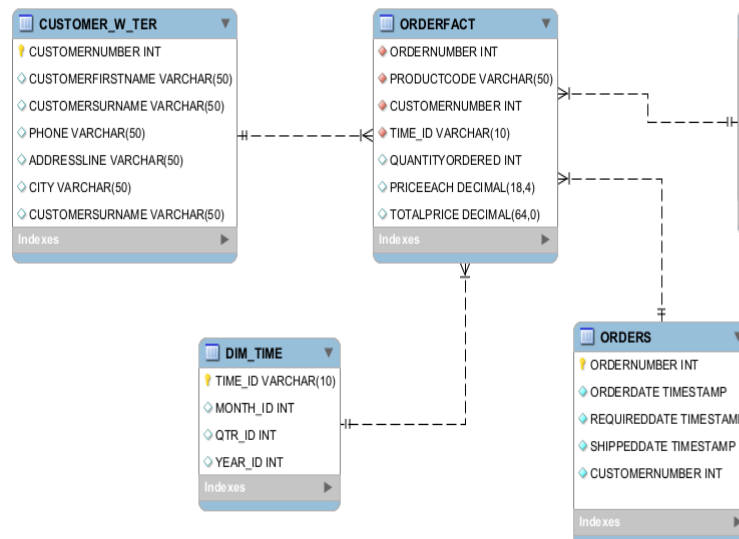 CUSTOMER_W_TER
CUSTOMERNUMBER INT
CUSTOMERFIRSTNAME VARCHAR(50)
CUSTOMERSURNAME VARCHAR(50)
PHONE VARCHAR(50)
ADDRESSLINE VARCHAR(50)
CITY VARCHAR(50)
CUSTOMERSURNAME VARCHAR(50)
Indexes
ORDERFACT
ORDERNUMBER INT
PRODUCTCODE VARCHAR(50)
CUSTOMERNUMBER INT
TIME_ID VARCHAR(10)
QUANTITYORDERED INT
PRICEEACH DECIMAL(18,4)
TOTALPRICE DECIMAL(64,0)
Indexes
DIM_TIME
TIME_ID VARCHAR(10)
MONTH_ID INT
QTR_ID INT
YEAR_ID INT
Indexes
ORDERS
ORDERNUMBER INT
ORDERDATE TIMESTAMP
REQUIREDDATE TIMESTAM
SHIPPEDDATE TIMESTAMP
CUSTOMERNUMBER INT
Indexes